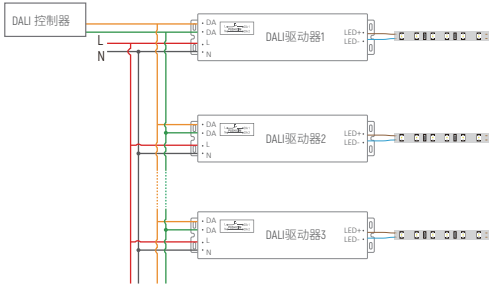 DALI 控制器
L
N
DA
DA
L
N
DALI驱动器1
LED+
LED-
DA
DA
L
N
DALI驱动器2
LED+
LED-
DA
DA
L
N
DALI驱动器3
LED+
LED-